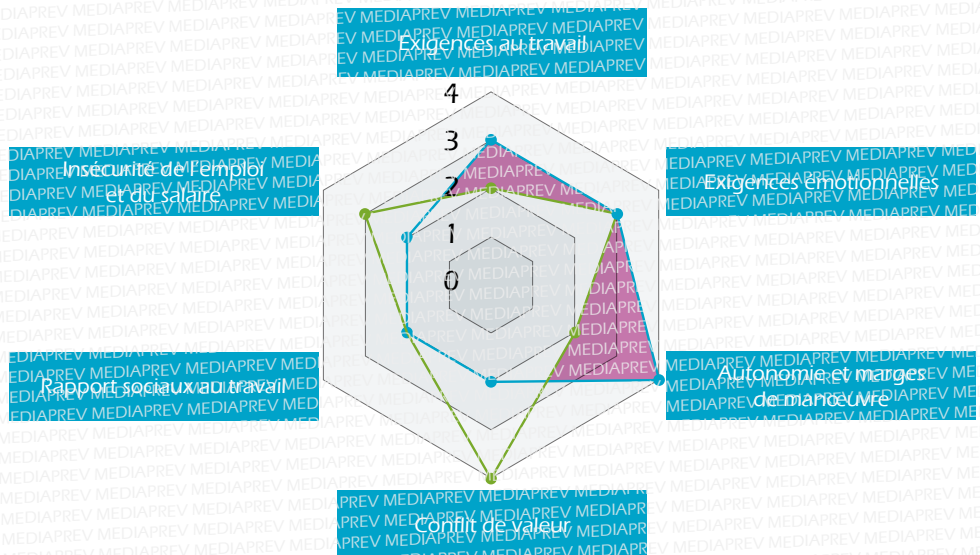 Exigences au travail
4
3
2
1
0
Insécurité de l'emploi
et du salaire
Exigences émotionnelles
Rapport sociaux au travail
Autonomie et marges
de manœuvre
Conflit de valeur
MEDIAPREV